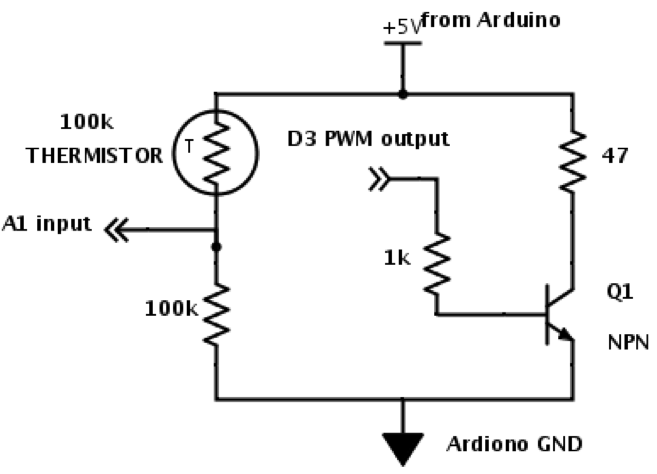 +5V from Arduino
100k
THERMISTOR
T
D3 PWM output
47
A1 input
1k
100k
Q1
NPN
Ardiono GND